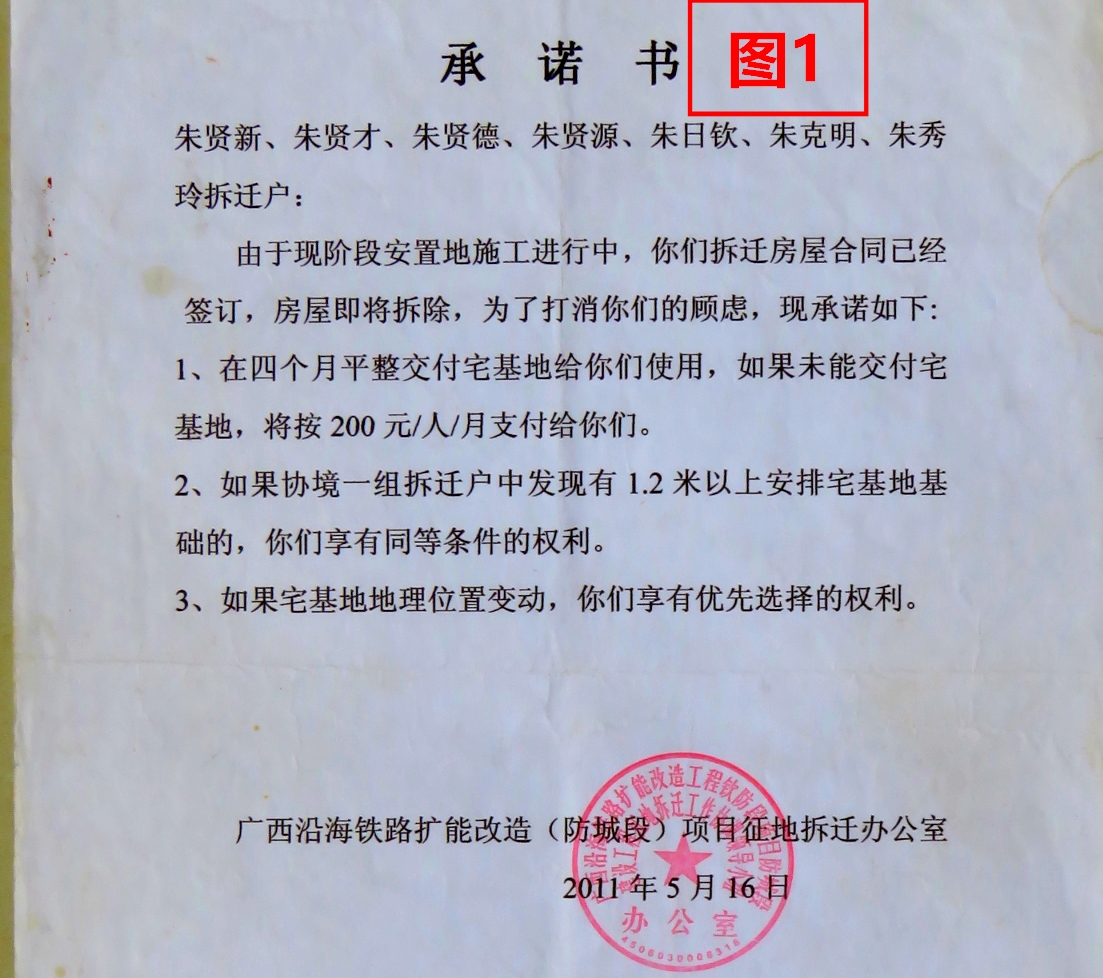 承 诺 书
图1
朱贤新、朱贤才、朱贤德、朱贤源、朱日钦、朱克明、朱秀
玲拆迁户：
由于现阶段安置地施工进行中，你们拆迁房屋合同已经
签订，房屋即将拆除，为了打消你们的顾虑，现承诺如下：
1、在四个月平整交付宅基地给你们使用，如果未能交付宅
基地，将按 200 元/人/月支付给你们。
2、如果协境一组拆迁户中发现有 1.2 米以上安排宅基地基
础的，你们享有同等条件的权利。
3、如果宅基地地理位置变动，你们享有优先选择的权利。
广西沿海铁路扩能改造（防城段）项目征地拆迁办公室
2011 年 5 月 16 日
广西沿海铁路扩能改造工程钦防段项目防城段
建设工程征地拆迁工作
办公室